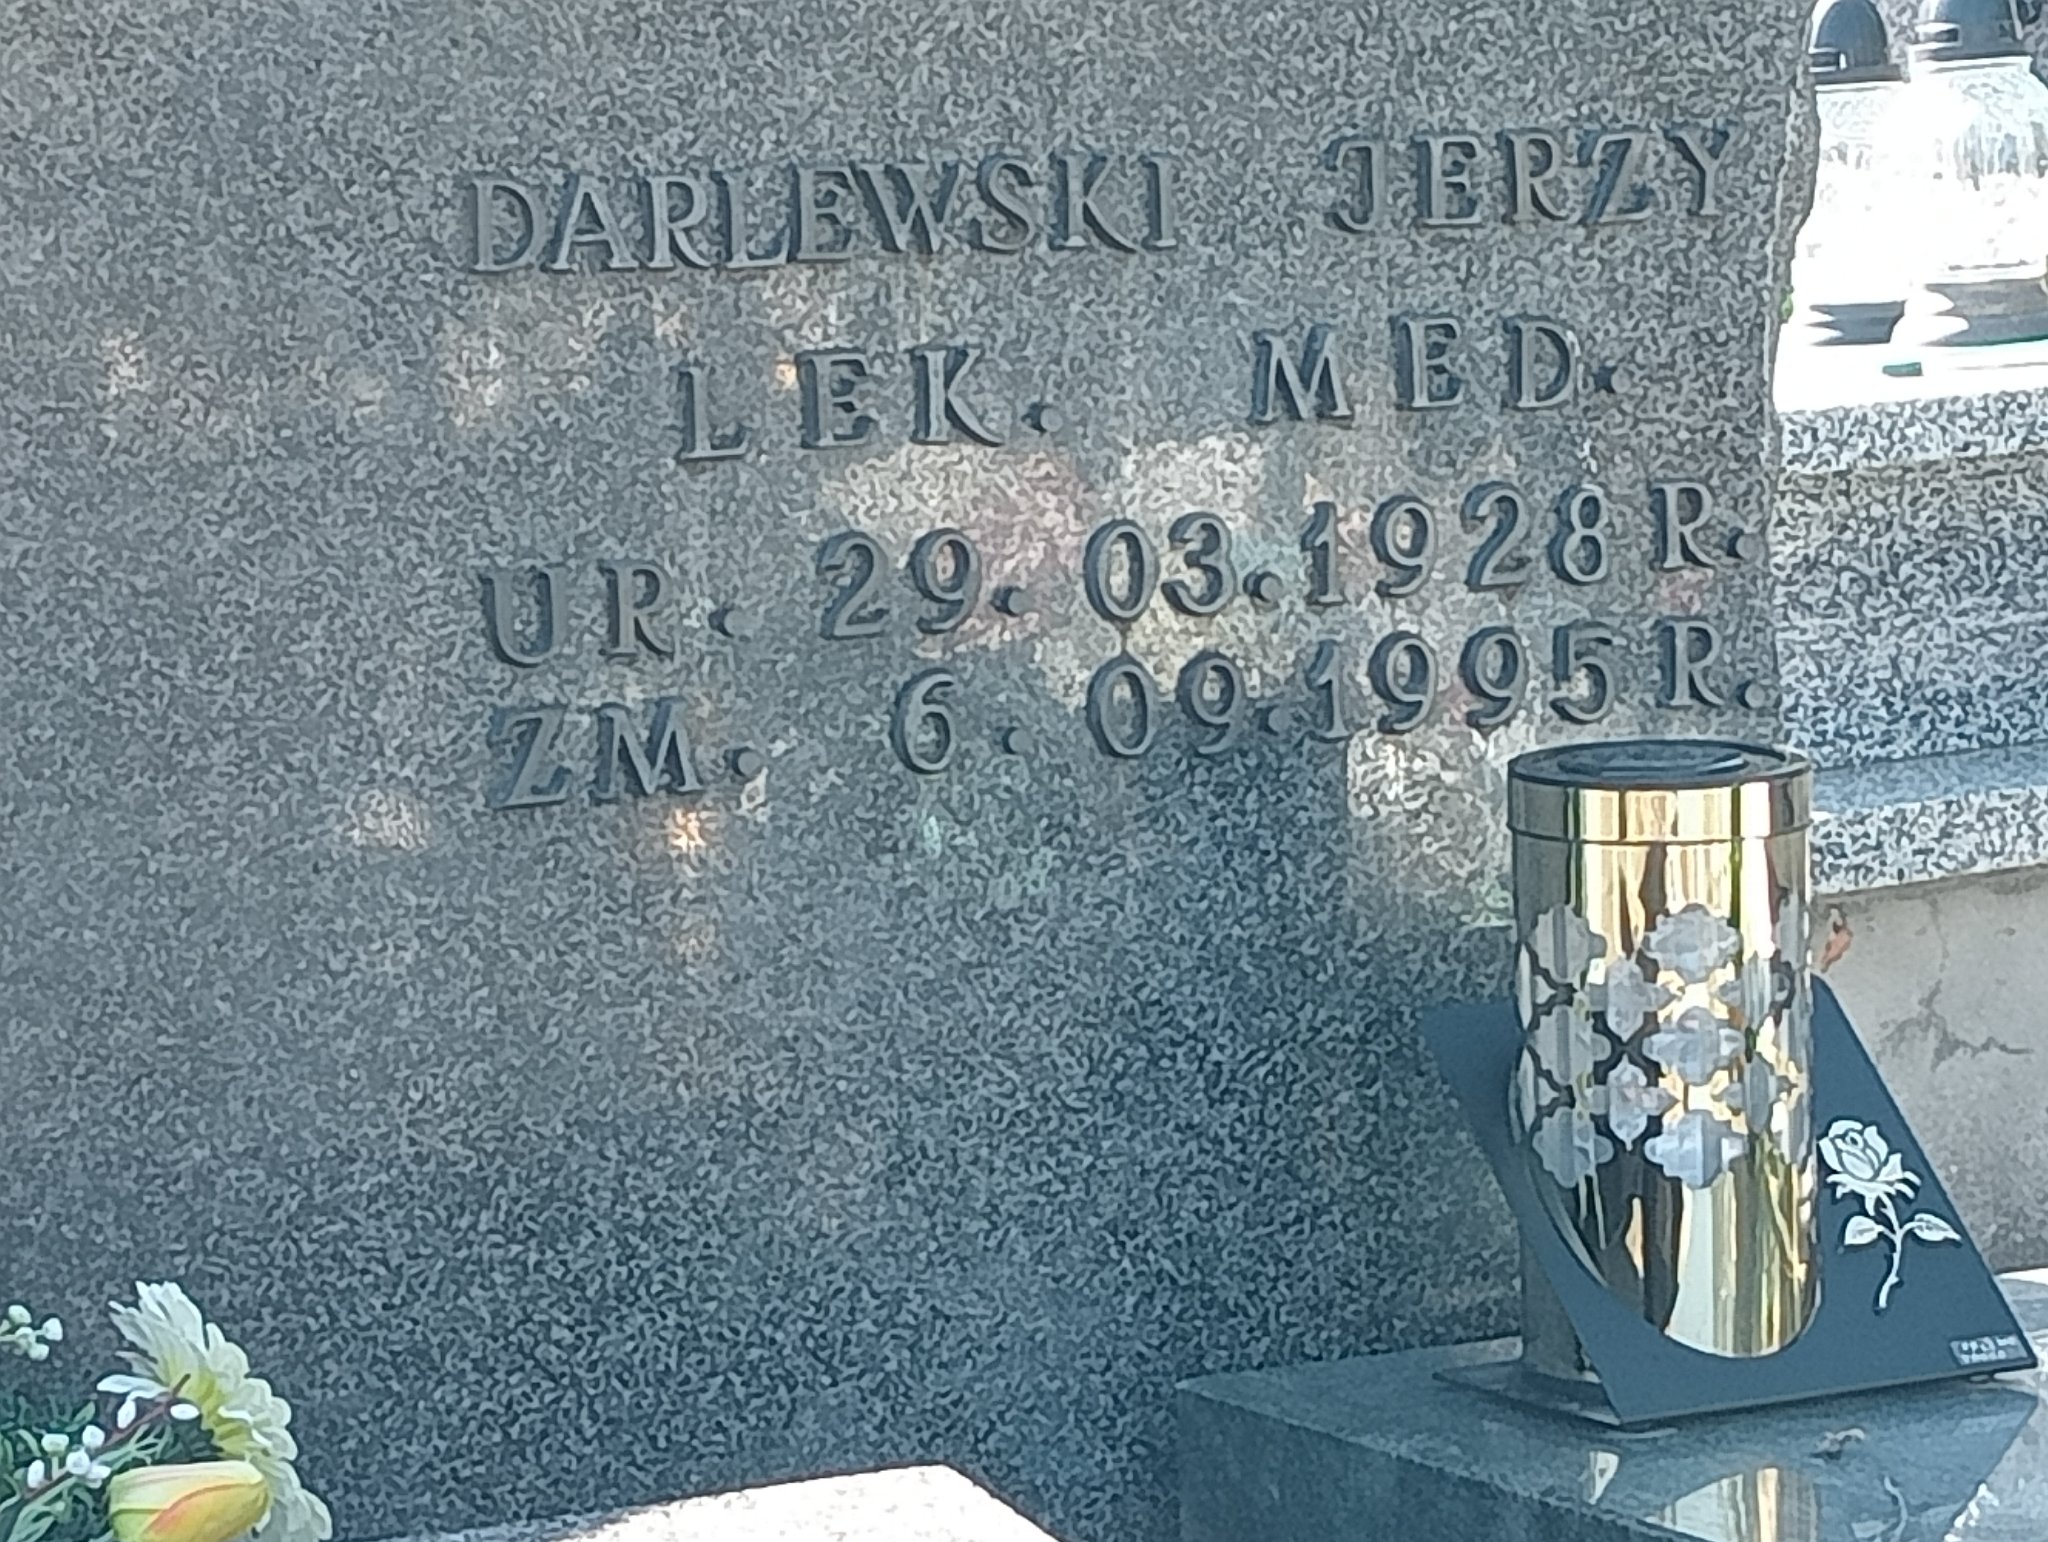 DARLEWSKI JERZY
LEK. MED.
UR. 29.03.1928 R.
ZM. 6.09.1995 R.